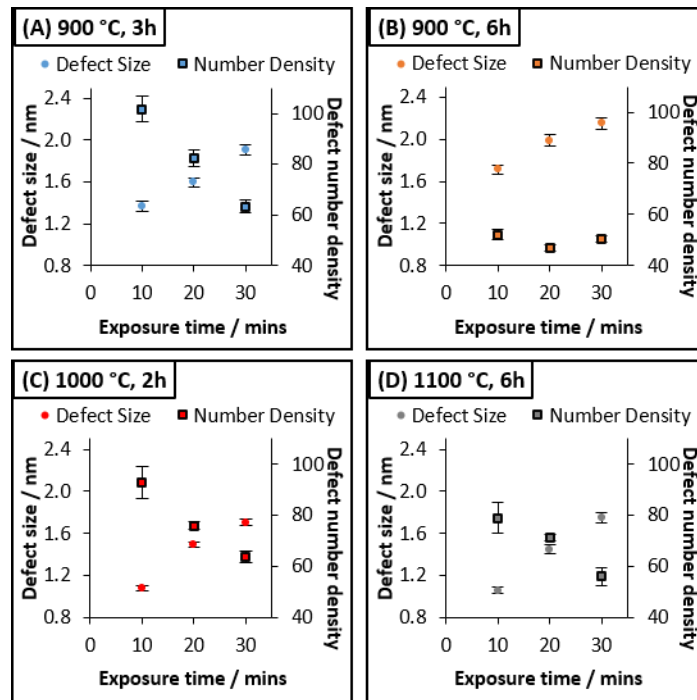 (A) 900 °C, 3h
Defect Size Number Density
Defect size / nm
2.4
2.0
1.6
1.2
0.8
Defect number density
100
80
60
40
0 10 20 30
Exposure time / mins
(B) 900 °C, 6h
Defect Size Number Density
Defect size / nm
2.4
2.0
1.6
1.2
0.8
Defect number density
100
80
60
40
0 10 20 30
Exposure time / mins
(C) 1000 °C, 2h
Defect Size Number Density
Defect size / nm
2.4
2.0
1.6
1.2
0.8
Defect number density
100
80
60
40
0 10 20 30
Exposure time / mins
(D) 1100 °C, 6h
Defect Size Number Density
Defect size / nm
2.4
2.0
1.6
1.2
0.8
Defect number density
100
80
60
40
0 10 20 30
Exposure time / mins